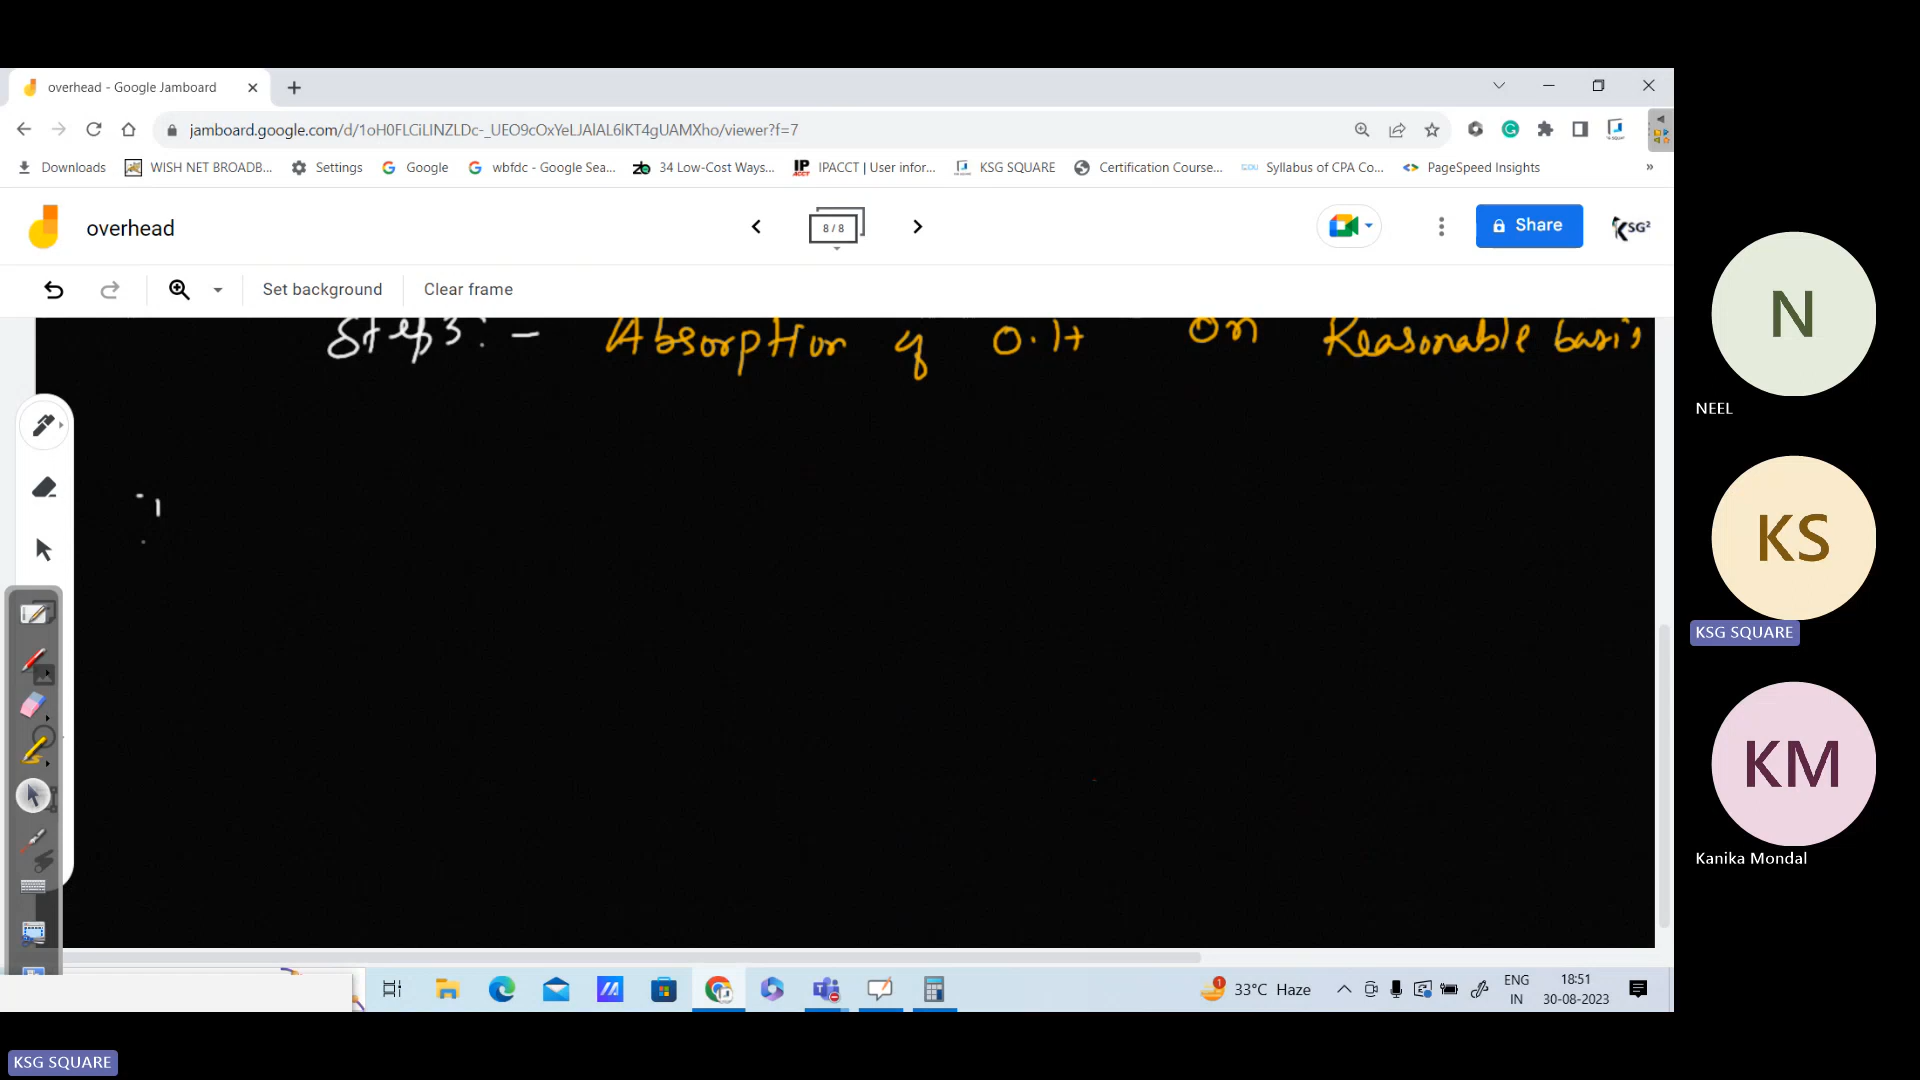 overhead - Google Jamboard
jamboard.google.com/d/1oH0FLCiLINZLDc-_UEO9cOxYeLJAlAL6lKT4gUAMXho/viewer?f=7
Downloads WISH NET BROADB... Settings Google wbfdc - Google Sea... 34 Low-Cost Ways... IPACCT | User infor... KSG SQUARE Certification Course... Syllabus of CPA Co... PageSpeed Insights »
overhead 8 / 8 Share KSG²
Set background Clear frame
Step3:- Absorption of O.H On Reasonable basis
N
NEEL
KS
KSG SQUARE
KM
Kanika Mondal
33°C Haze ENG IN 18:51 30-08-2023
KSG SQUARE